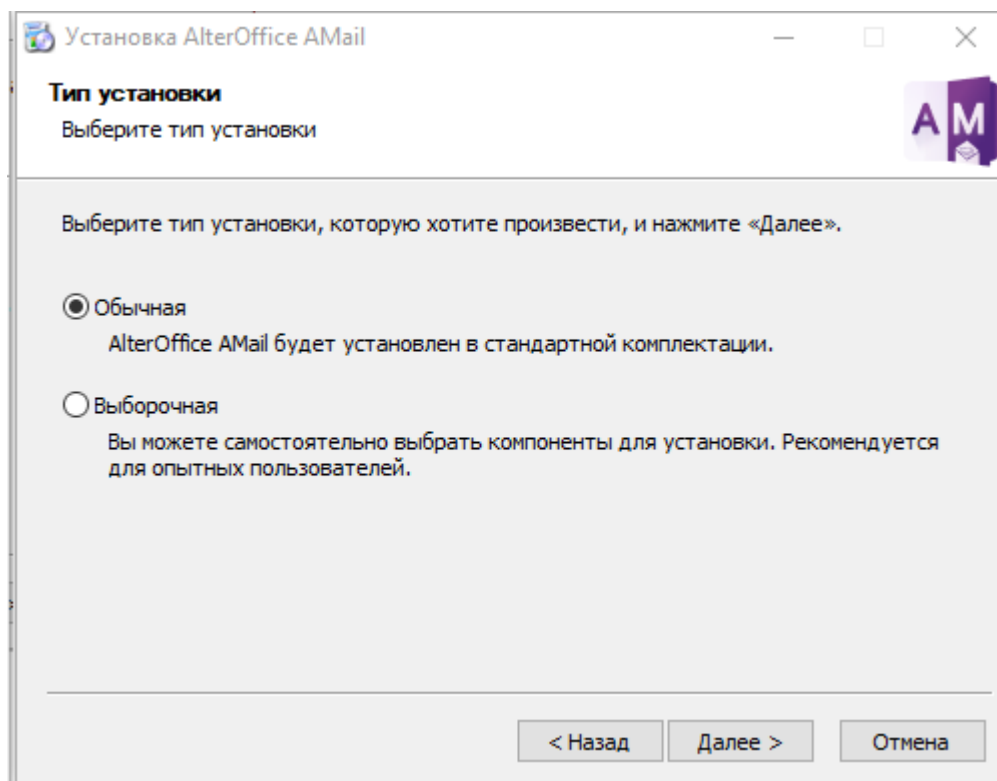 Установка AlterOffice AMail
Тип установки
Выберите тип установки
AM
Выберите тип установки, которую хотите произвести, и нажмите «Далее».
Обычная
AlterOffice AMail будет установлен в стандартной комплектации.
Выборочная
Вы можете самостоятельно выбрать компоненты для установки. Рекомендуется
для опытных пользователей.
< Назад
Далее >
Отмена